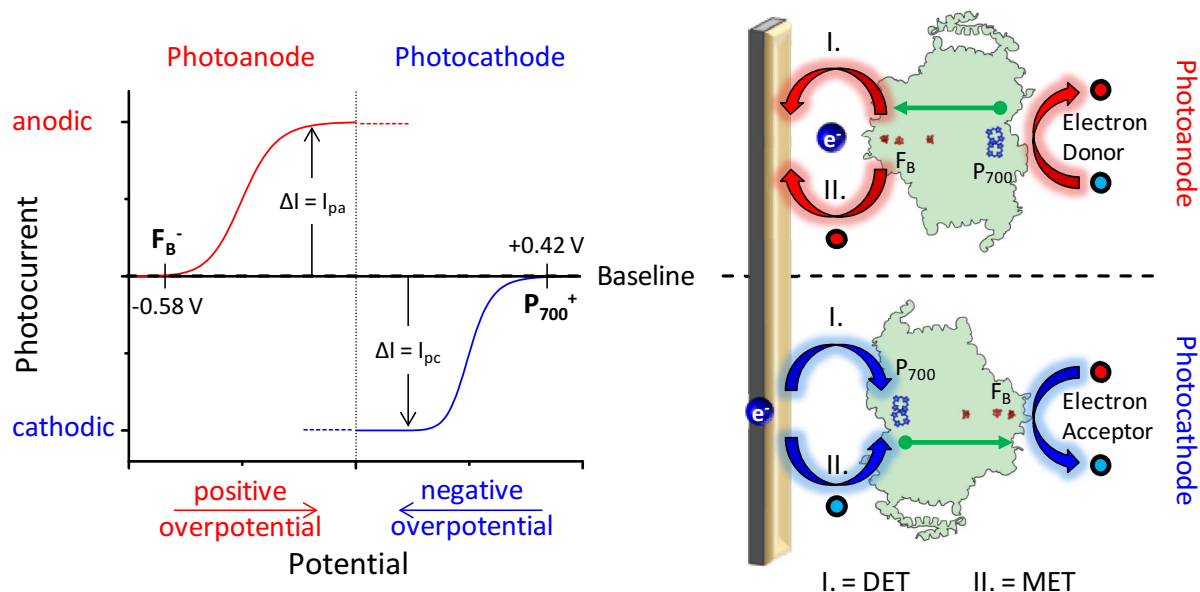 Photoanode
Photocathode
anodic
ΔI = Ipa
FB-
-0.58 V
+0.42 V
P700+
Baseline
ΔI = Ipc
cathodic
Photocurrent
positive
overpotential
negative
overpotential
Potential
I.
e-
FB
P700
II.
Electron
Donor
Photoanode
I.
P700
FB
e-
II.
Electron
Acceptor
Photocathode
I. = DET
II. = MET